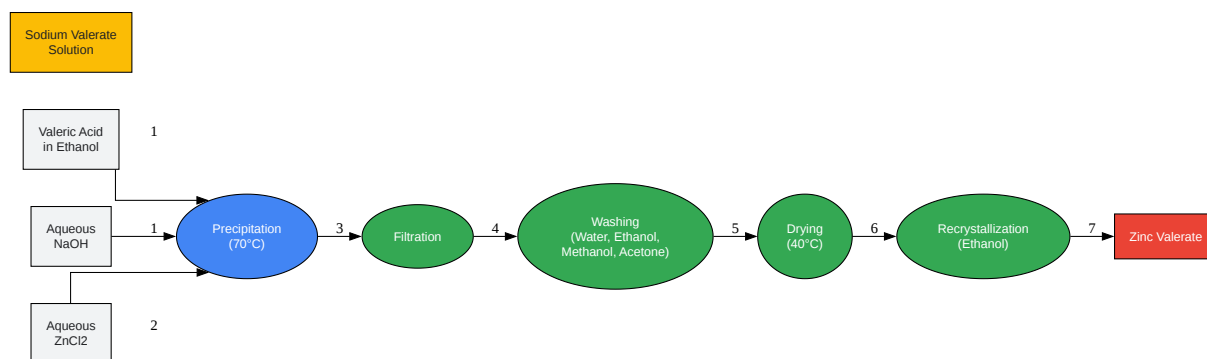 Sodium Valerate
Solution
Valeric Acid
in Ethanol
1
Aqueous
NaOH
1
Precipitation
(70°C)
3
Filtration
4
Washing
(Water, Ethanol,
Methanol, Acetone)
5
Drying
(40°C)
6
Recrystallization
(Ethanol)
7
Zinc Valerate
Aqueous
ZnCl2
2